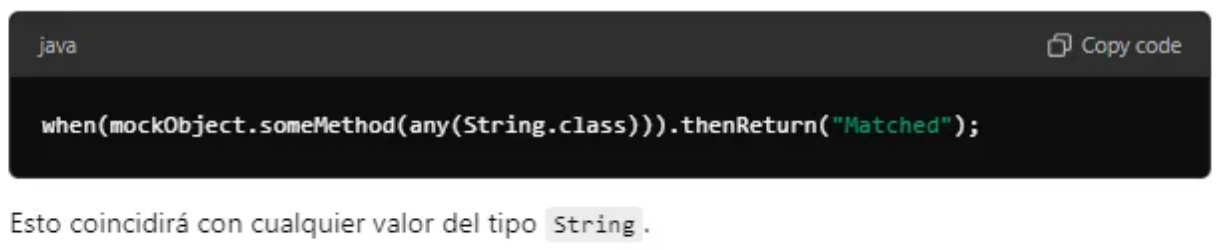 java
Copy code
when(mockObject.someMethod(any(String.class))).thenReturn("Matched");
Esto coincidirá con cualquier valor del tipo String.